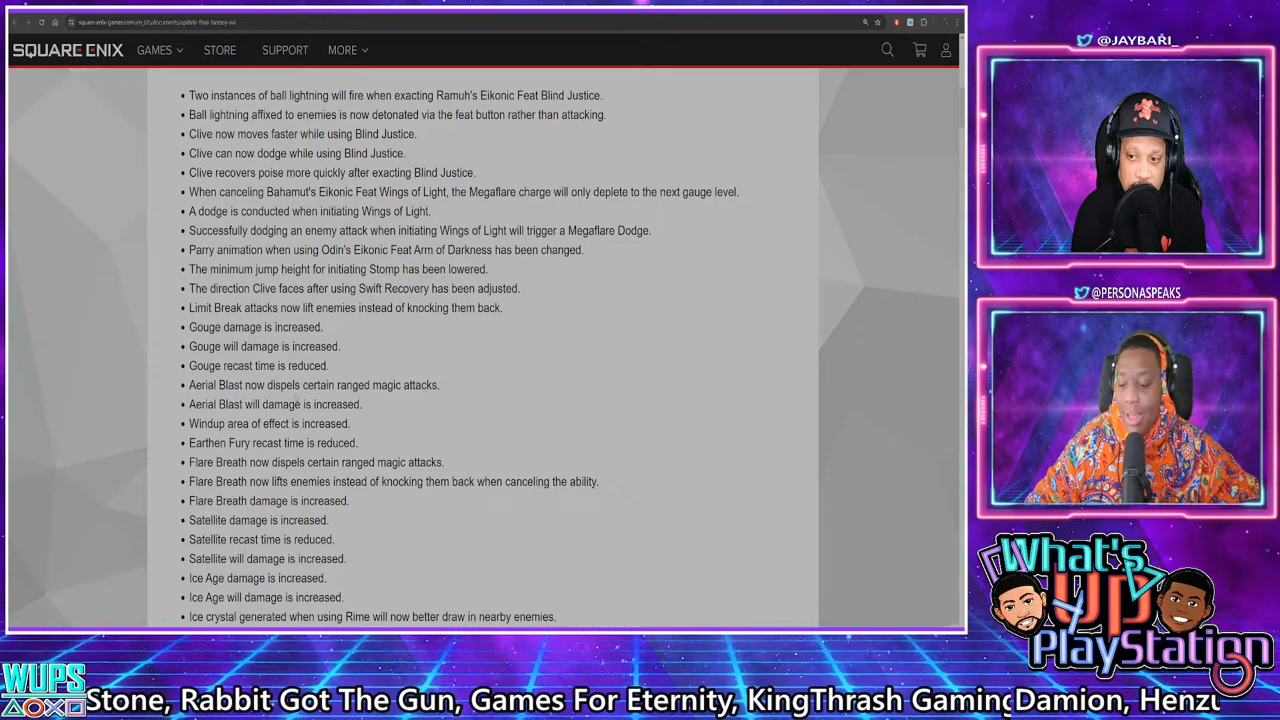 square-enix-games.com/en_US/documents/update-final-fantasy-xvi
SQUARE ENIX GAMES STORE SUPPORT MORE
Two instances of ball lightning will fire when exacting Ramuh's Eikonic Feat Blind Justice.
Ball lightning affixed to enemies is now detonated via the feat button rather than attacking.
Clive now moves faster while using Blind Justice.
Clive can now dodge while using Blind Justice.
Clive recovers poise more quickly after exacting Blind Justice.
When canceling Bahamut's Eikonic Feat Wings of Light, the Megaflare charge will only deplete to the next gauge level.
A dodge is conducted when initiating Wings of Light.
Successfully dodging an enemy attack when initiating Wings of Light will trigger a Megaflare Dodge.
Parry animation when using Odin's Eikonic Feat Arm of Darkness has been changed.
The minimum jump height for initiating Stomp has been lowered.
The direction Clive faces after using Swift Recovery has been adjusted.
Limit Break attacks now lift enemies instead of knocking them back.
Gouge damage is increased.
Gouge will damage is increased.
Gouge recast time is reduced.
Aerial Blast now dispels certain ranged magic attacks.
Aerial Blast will damage is increased.
Windup area of effect is increased.
Earthen Fury recast time is reduced.
Flare Breath now dispels certain ranged magic attacks.
Flare Breath now lifts enemies instead of knocking them back when canceling the ability.
Flare Breath damage is increased.
Satellite damage is increased.
Satellite recast time is reduced.
Satellite will damage is increased.
Ice Age damage is increased.
Ice Age will damage is increased.
Ice crystal generated when using Rime will now better draw in nearby enemies.
@JAYBARI_
@PERSONASPEAKS
What's
UP
PlayStation
WUPS
Stone, Rabbit Got The Gun, Games For Eternity, KingThrash Gaming
Damion, Henzu